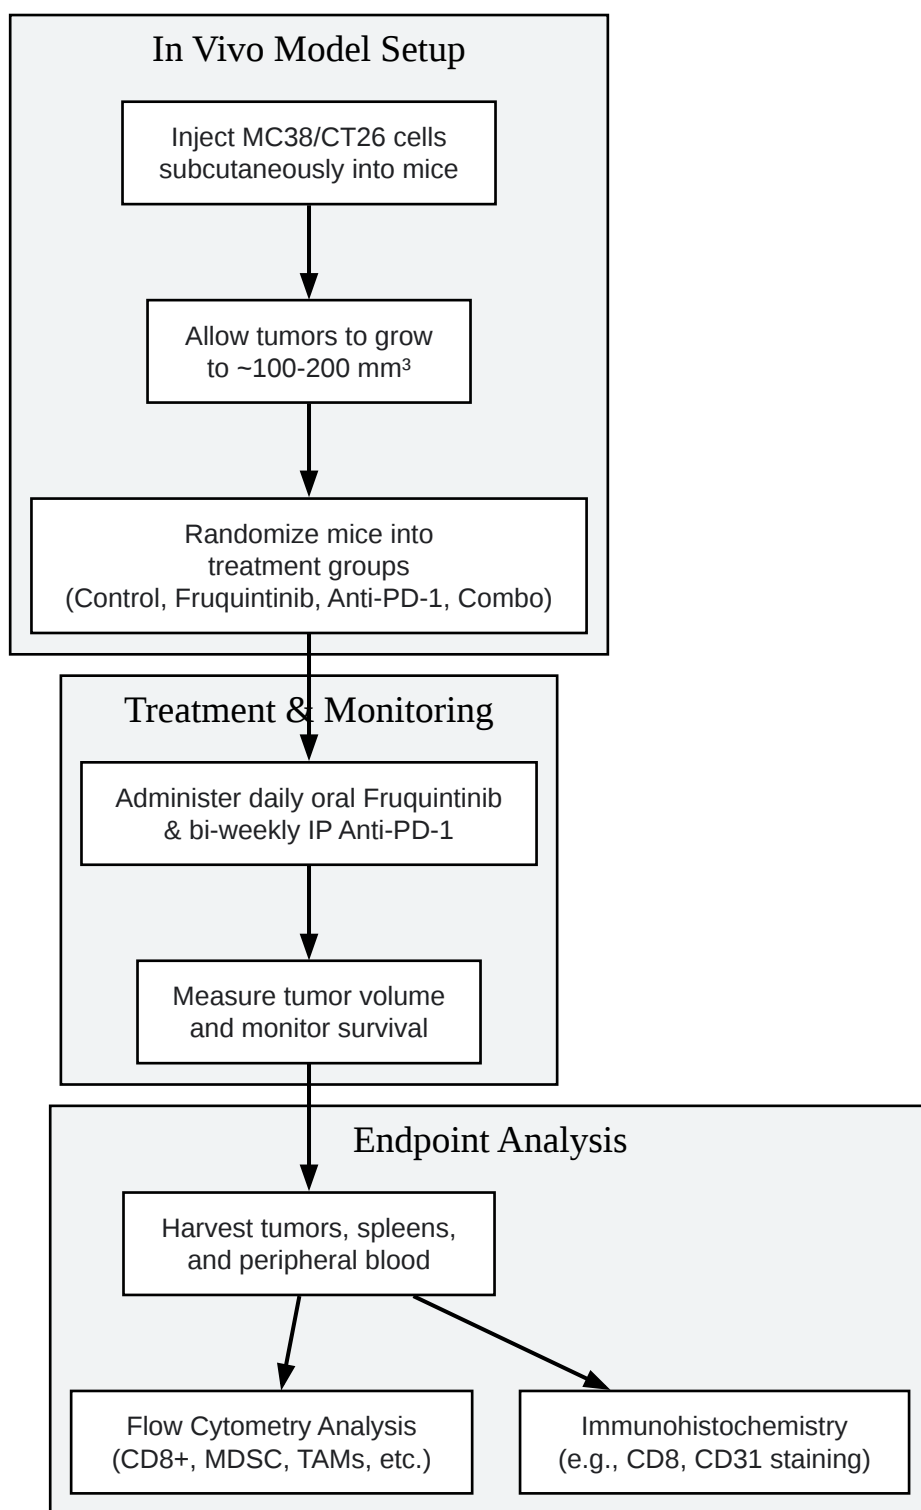 In Vivo Model Setup
Inject MC38/CT26 cells
subcutaneously into mice
Allow tumors to grow
to ~100-200 mm³
Randomize mice into
treatment groups
(Control, Fruquintinib, Anti-PD-1, Combo)
Treatment & Monitoring
Administer daily oral Fruquintinib
& bi-weekly IP Anti-PD-1
Measure tumor volume
and monitor survival
Endpoint Analysis
Harvest tumors, spleens,
and peripheral blood
Flow Cytometry Analysis
(CD8+, MDSC, TAMs, etc.)
Immunohistochemistry
(e.g., CD8, CD31 staining)